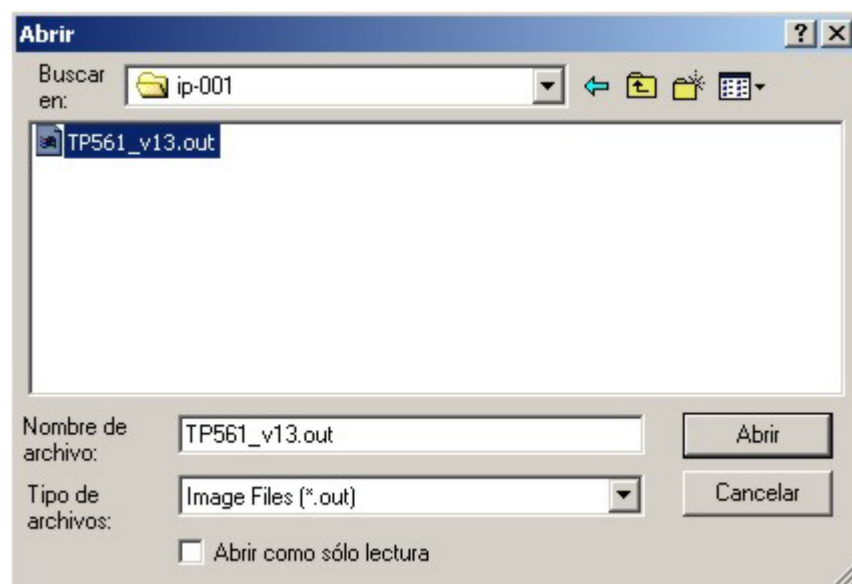 Abrir
Buscar
en:
ip-001
TP561_v13.out
Nombre de
archivo:
TP561_v13.out
Abrir
Tipo de
archivos:
Image Files (*.out)
Cancelar
Abrir como sólo lectura